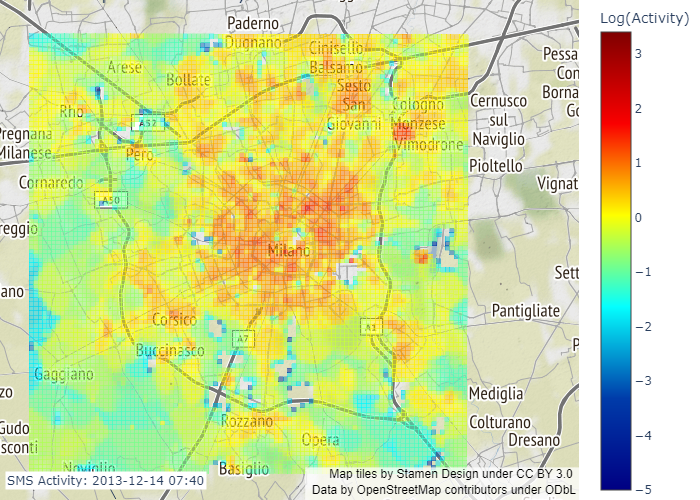 Paderno
Dugnano
Cinisello
Balsamo
Arese
Bollate
Sesto
San
Giovanni
Rho
A52
Cologno
Monzese
Cernusco
sul
Naviglio
Pessa
Con
Borna
Go
Pregnana
Milanese
Pero
Vimodrone
Pioltello
Cornaredo
A50
Vignat
reggio
Milano
Sett
ano
Pantigliate
Corsico
A7
A1
P
Buccinasco
Gaggiano
Mediglia
zo
Rozzano
Colturano
Gudo
sconti
Opera
Dresano
Noviglio
Basiglio
SMS Activity: 2013-12-14 07:40
Map tiles by Stamen Design under CC BY 3.0
Data by OpenStreetMap contributors under ODbL
Log(Activity)
3
2
1
0
−1
−2
−3
−4
−5